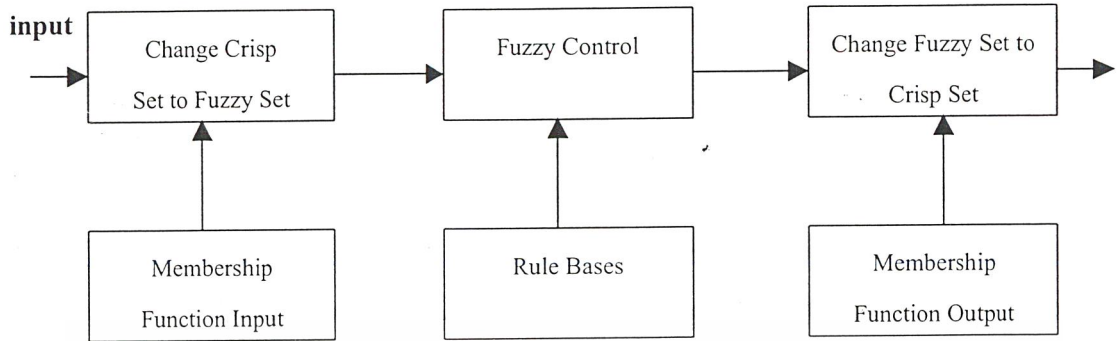 input
Change Crisp
Set to Fuzzy Set
Fuzzy Control
Change Fuzzy Set to
Crisp Set
Membership
Function Input
Rule Bases
Membership
Function Output